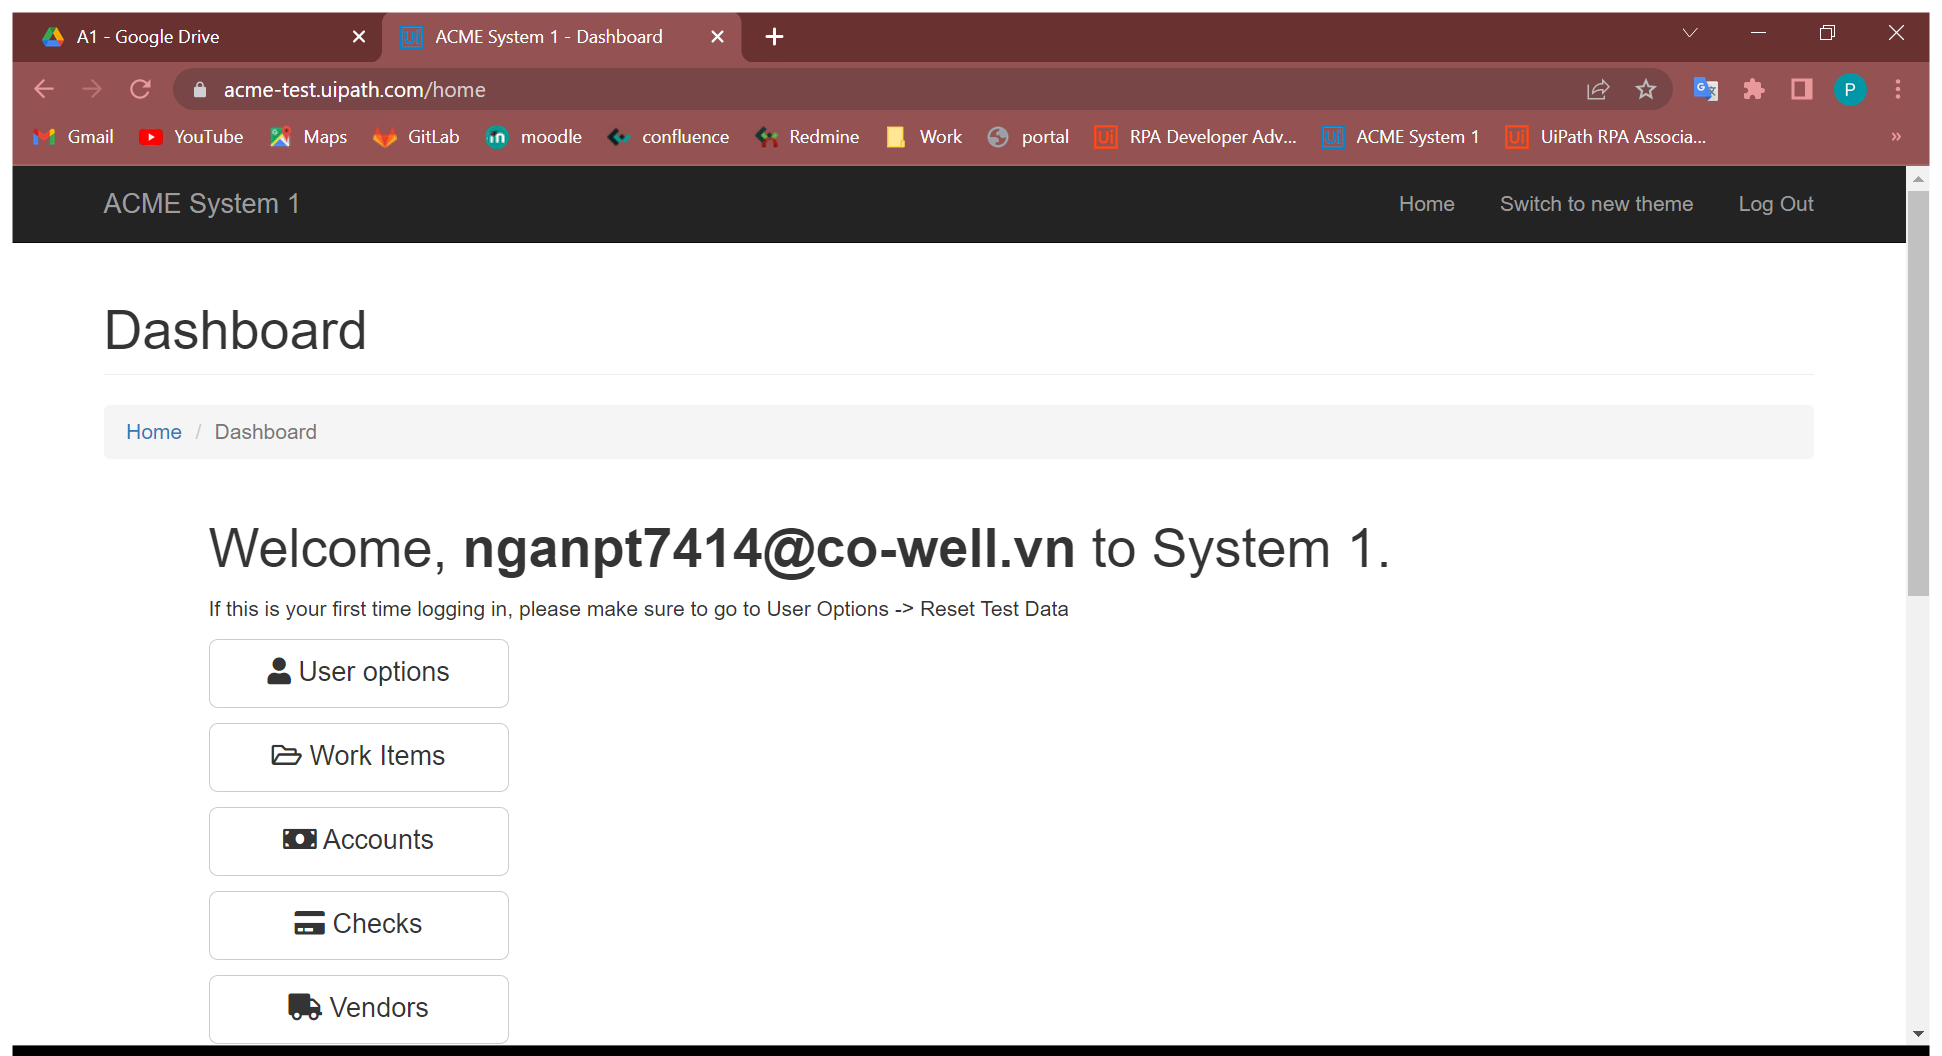 A1 - Google Drive
ACME System 1 - Dashboard
acme-test.uipath.com/home
P
Gmail
YouTube
Maps
GitLab
moodle
confluence
Redmine
Work
portal
RPA Developer Adv...
ACME System 1
UiPath RPA Associa...
»
ACME System 1
Home
Switch to new theme
Log Out
Dashboard
Home / Dashboard
Welcome, nganpt7414@co-well.vn to System 1.
If this is your first time logging in, please make sure to go to User Options -> Reset Test Data
User options
Work Items
Accounts
Checks
Vendors